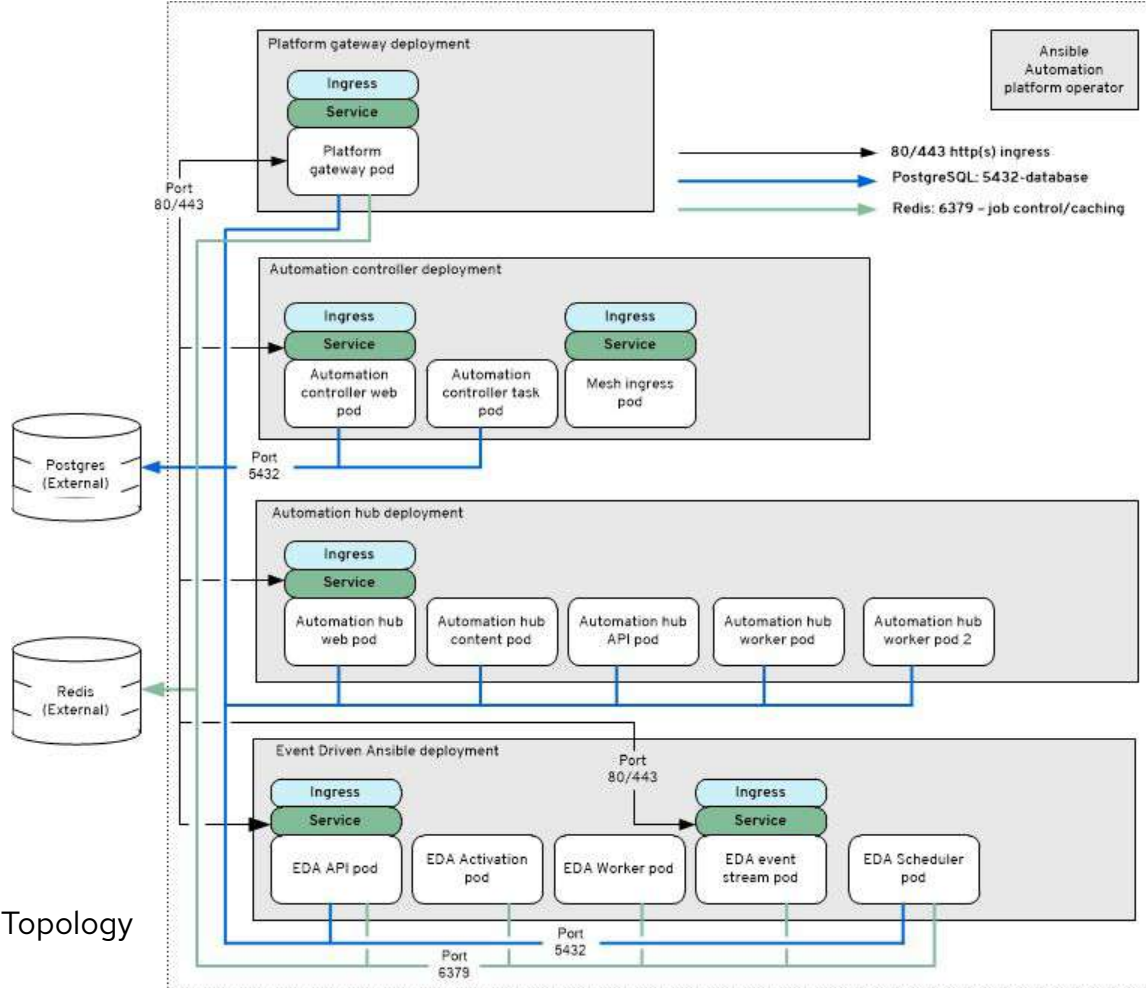 Platform gateway deployment
Ingress
Service
Platform
gateway pod
Ansible
Automation
platform operator
80/443 http(s) ingress
PostgreSQL: 5432-database
Redis: 6379 – job control/caching
Port
80/443
Automation controller deployment
Ingress
Service
Automation
controller web
pod
Automation
controller task
pod
Ingress
Service
Mesh ingress
pod
Postgres
(External)
Port
5432
Automation hub deployment
Ingress
Service
Automation hub
web pod
Automation hub
content pod
Automation hub
API pod
Automation hub
worker pod
Automation hub
worker pod 2
Redis
(External)
Event Driven Ansible deployment
Port
80/443
Ingress
Service
EDA API pod
EDA Activation
pod
EDA Worker pod
Ingress
Service
EDA event
stream pod
EDA Scheduler
pod
Topology
Port
5432
Port
6379